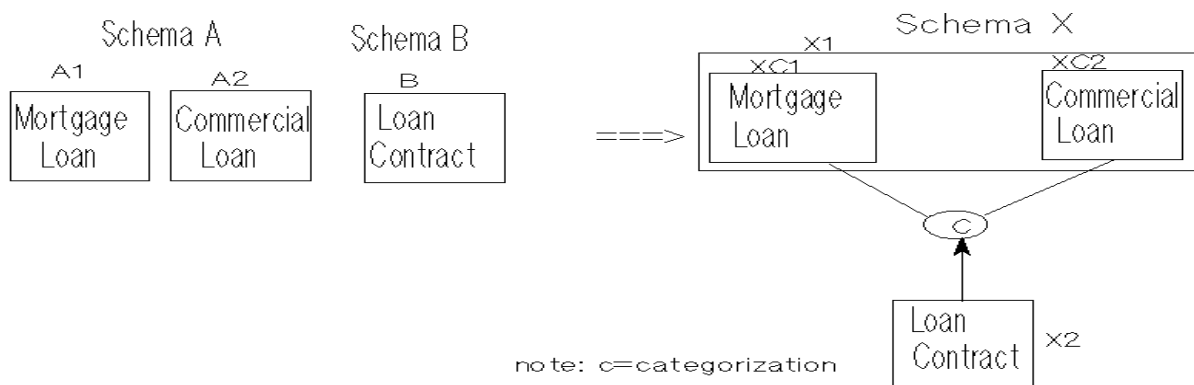 Schema A
Schema B
Schema X
A1
A2
B
X1
XC1
XC2
Mortgage
Loan
Commercial
Loan
Loan
Contract
===>
Mortgage
Loan
Commercial
Loan
C
Loan
Contract
X2
note: c=categorization